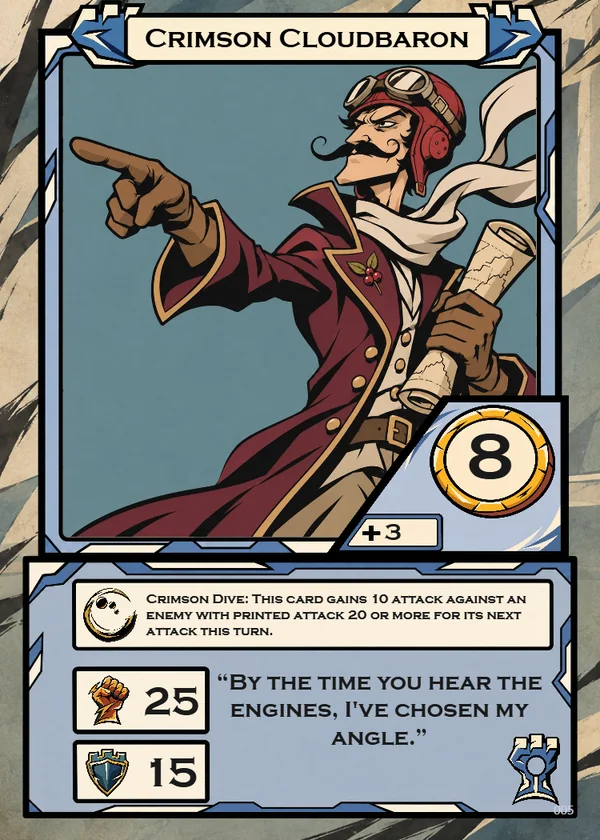 Crimson Cloudbaron
8
+3
Crimson Dive: This card gains 10 attack against an
enemy with printed attack 20 or more for its next
attack this turn.
25
15
“By the time you hear the
engines, I've chosen my
angle.”
005